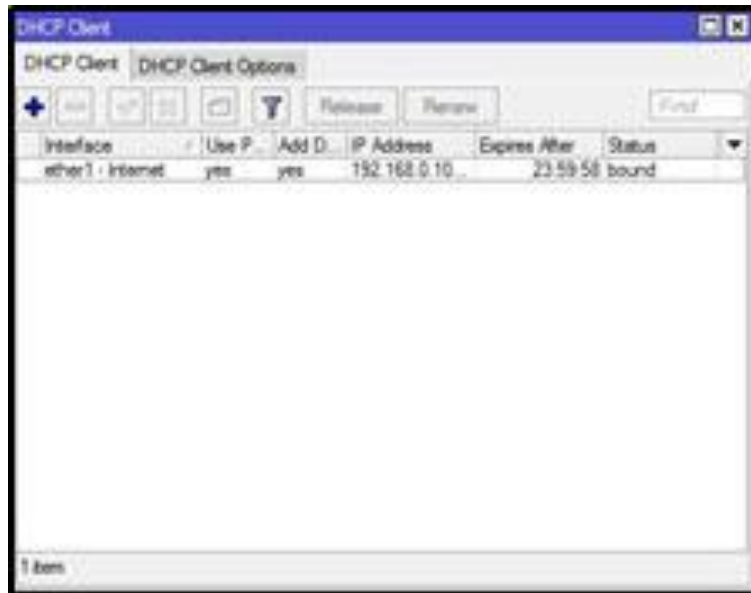 DHCP Client
DHCP Client DHCP Client Options
Release Renew Find
Interface Use P... Add D... IP Address Expires After Status
ether1 - Internet yes yes 192.168.0.10... 23:59:58 bound
1 item